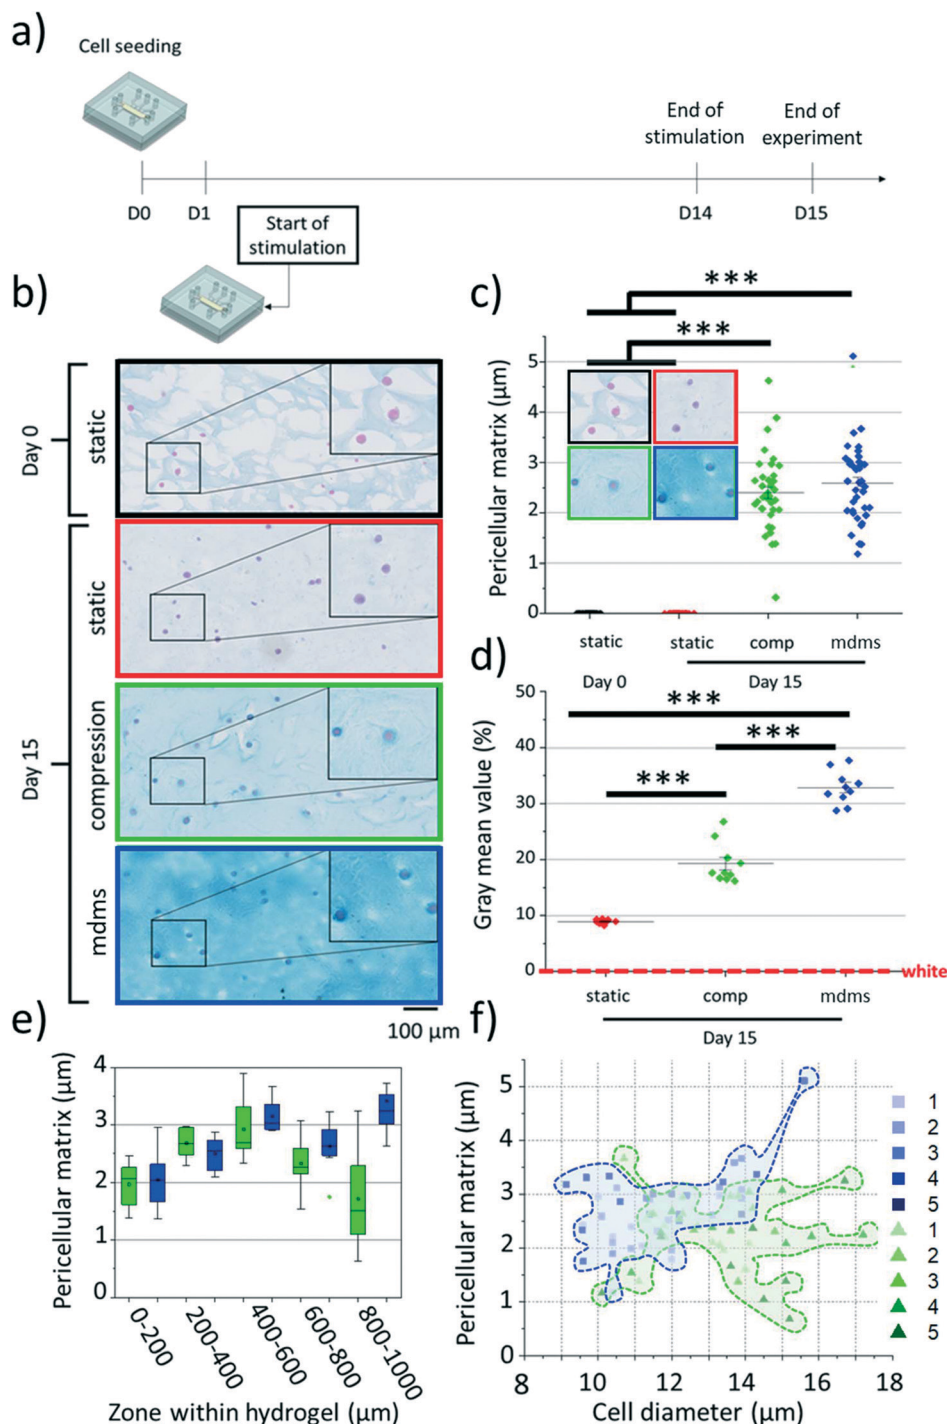 a)
Cell seeding
End of
stimulation
End of
experiment
D0
D1
D14
D15
Start of
stimulation
b)
Day 0
static
Day 15
static
compression
mdms
100 µm
c)
***
***
Pericellular matrix (µm)
5
4
3
2
1
0
static
static
comp
mdms
Day 0
Day 15
d)
***
***
***
Gray mean value (%)
50
40
30
20
10
0
white
static
comp
mdms
Day 15
e)
Pericellular matrix (µm)
4
3
2
1
0
0-200
200-400
400-600
600-800
800-1000
Zone within hydrogel (µm)
f)
Pericellular matrix (µm)
5
4
3
2
1
0
8
10
12
14
16
18
Cell diameter (µm)
1
2
3
4
5
1
2
3
4
5